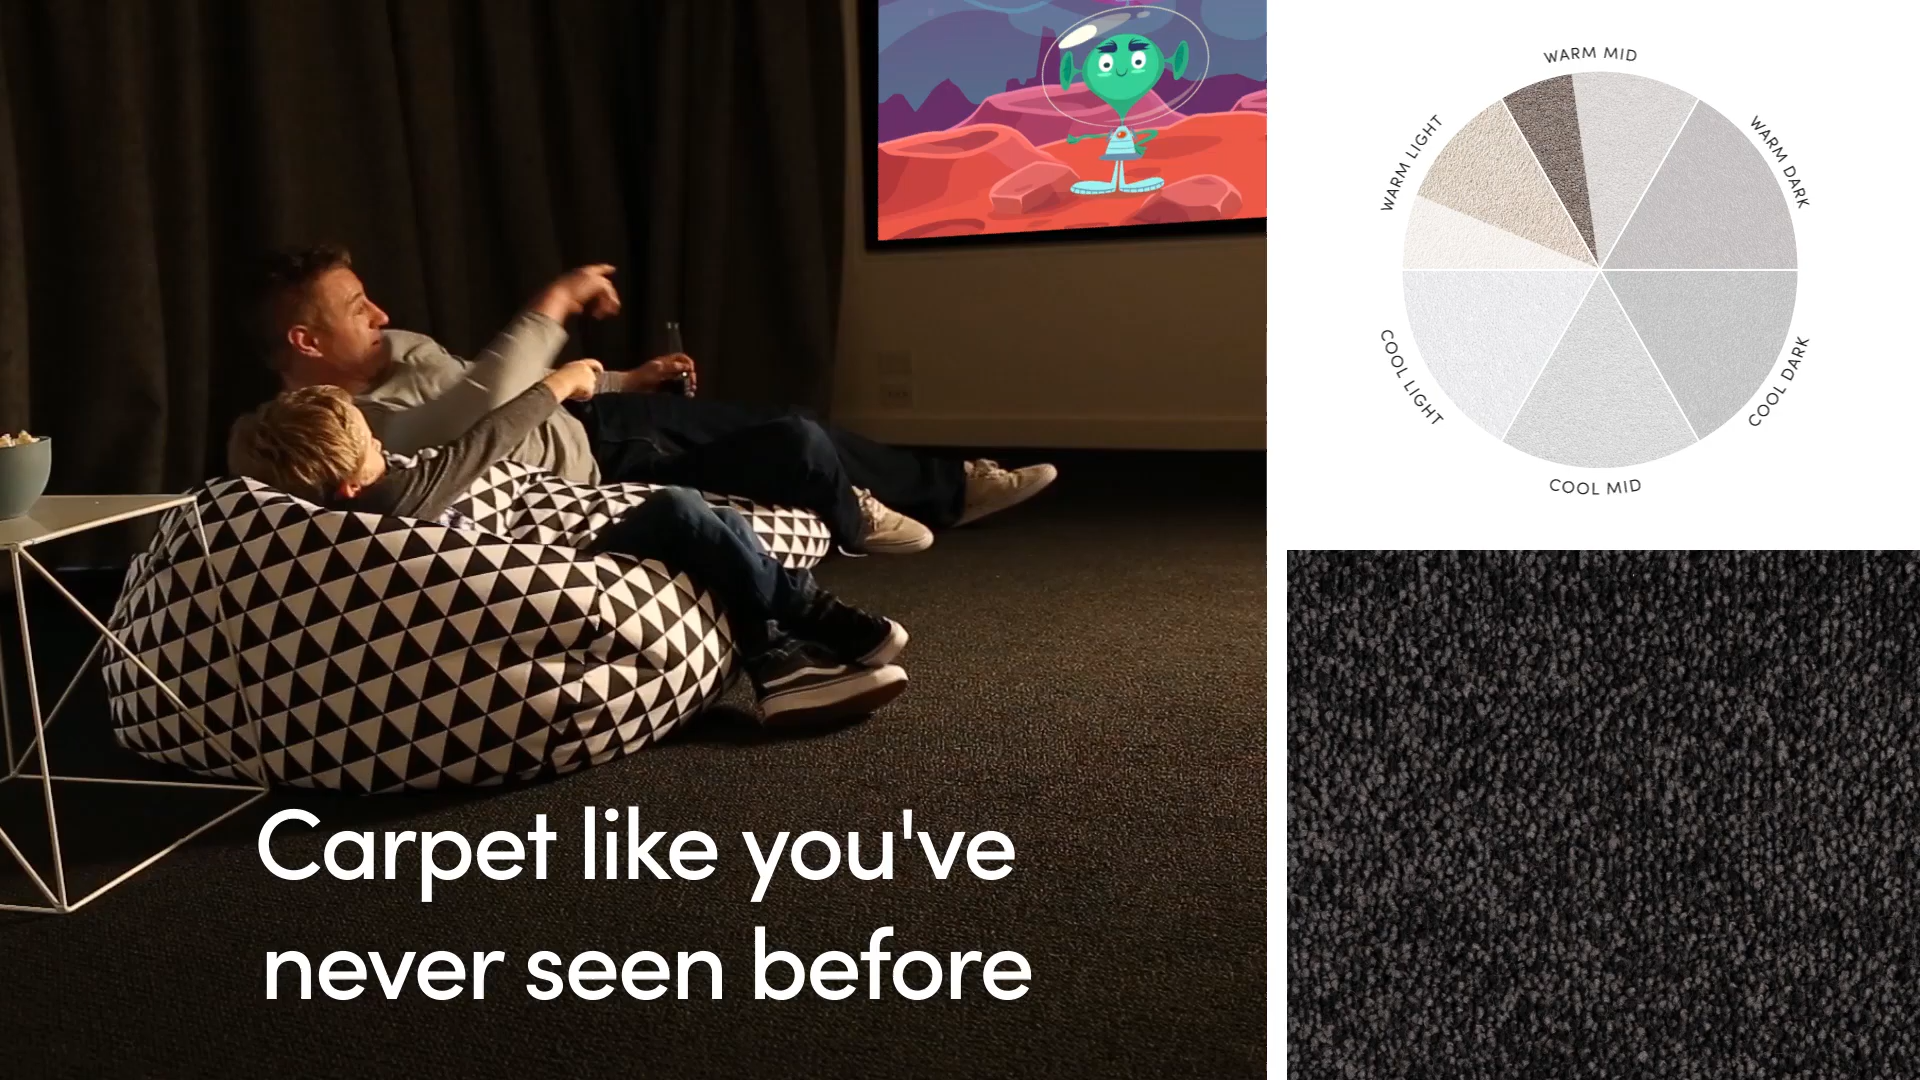 Carpet like you've
never seen before
WARM MID
WARM LIGHT
WARM DARK
COOL LIGHT
COOL DARK
COOL MID